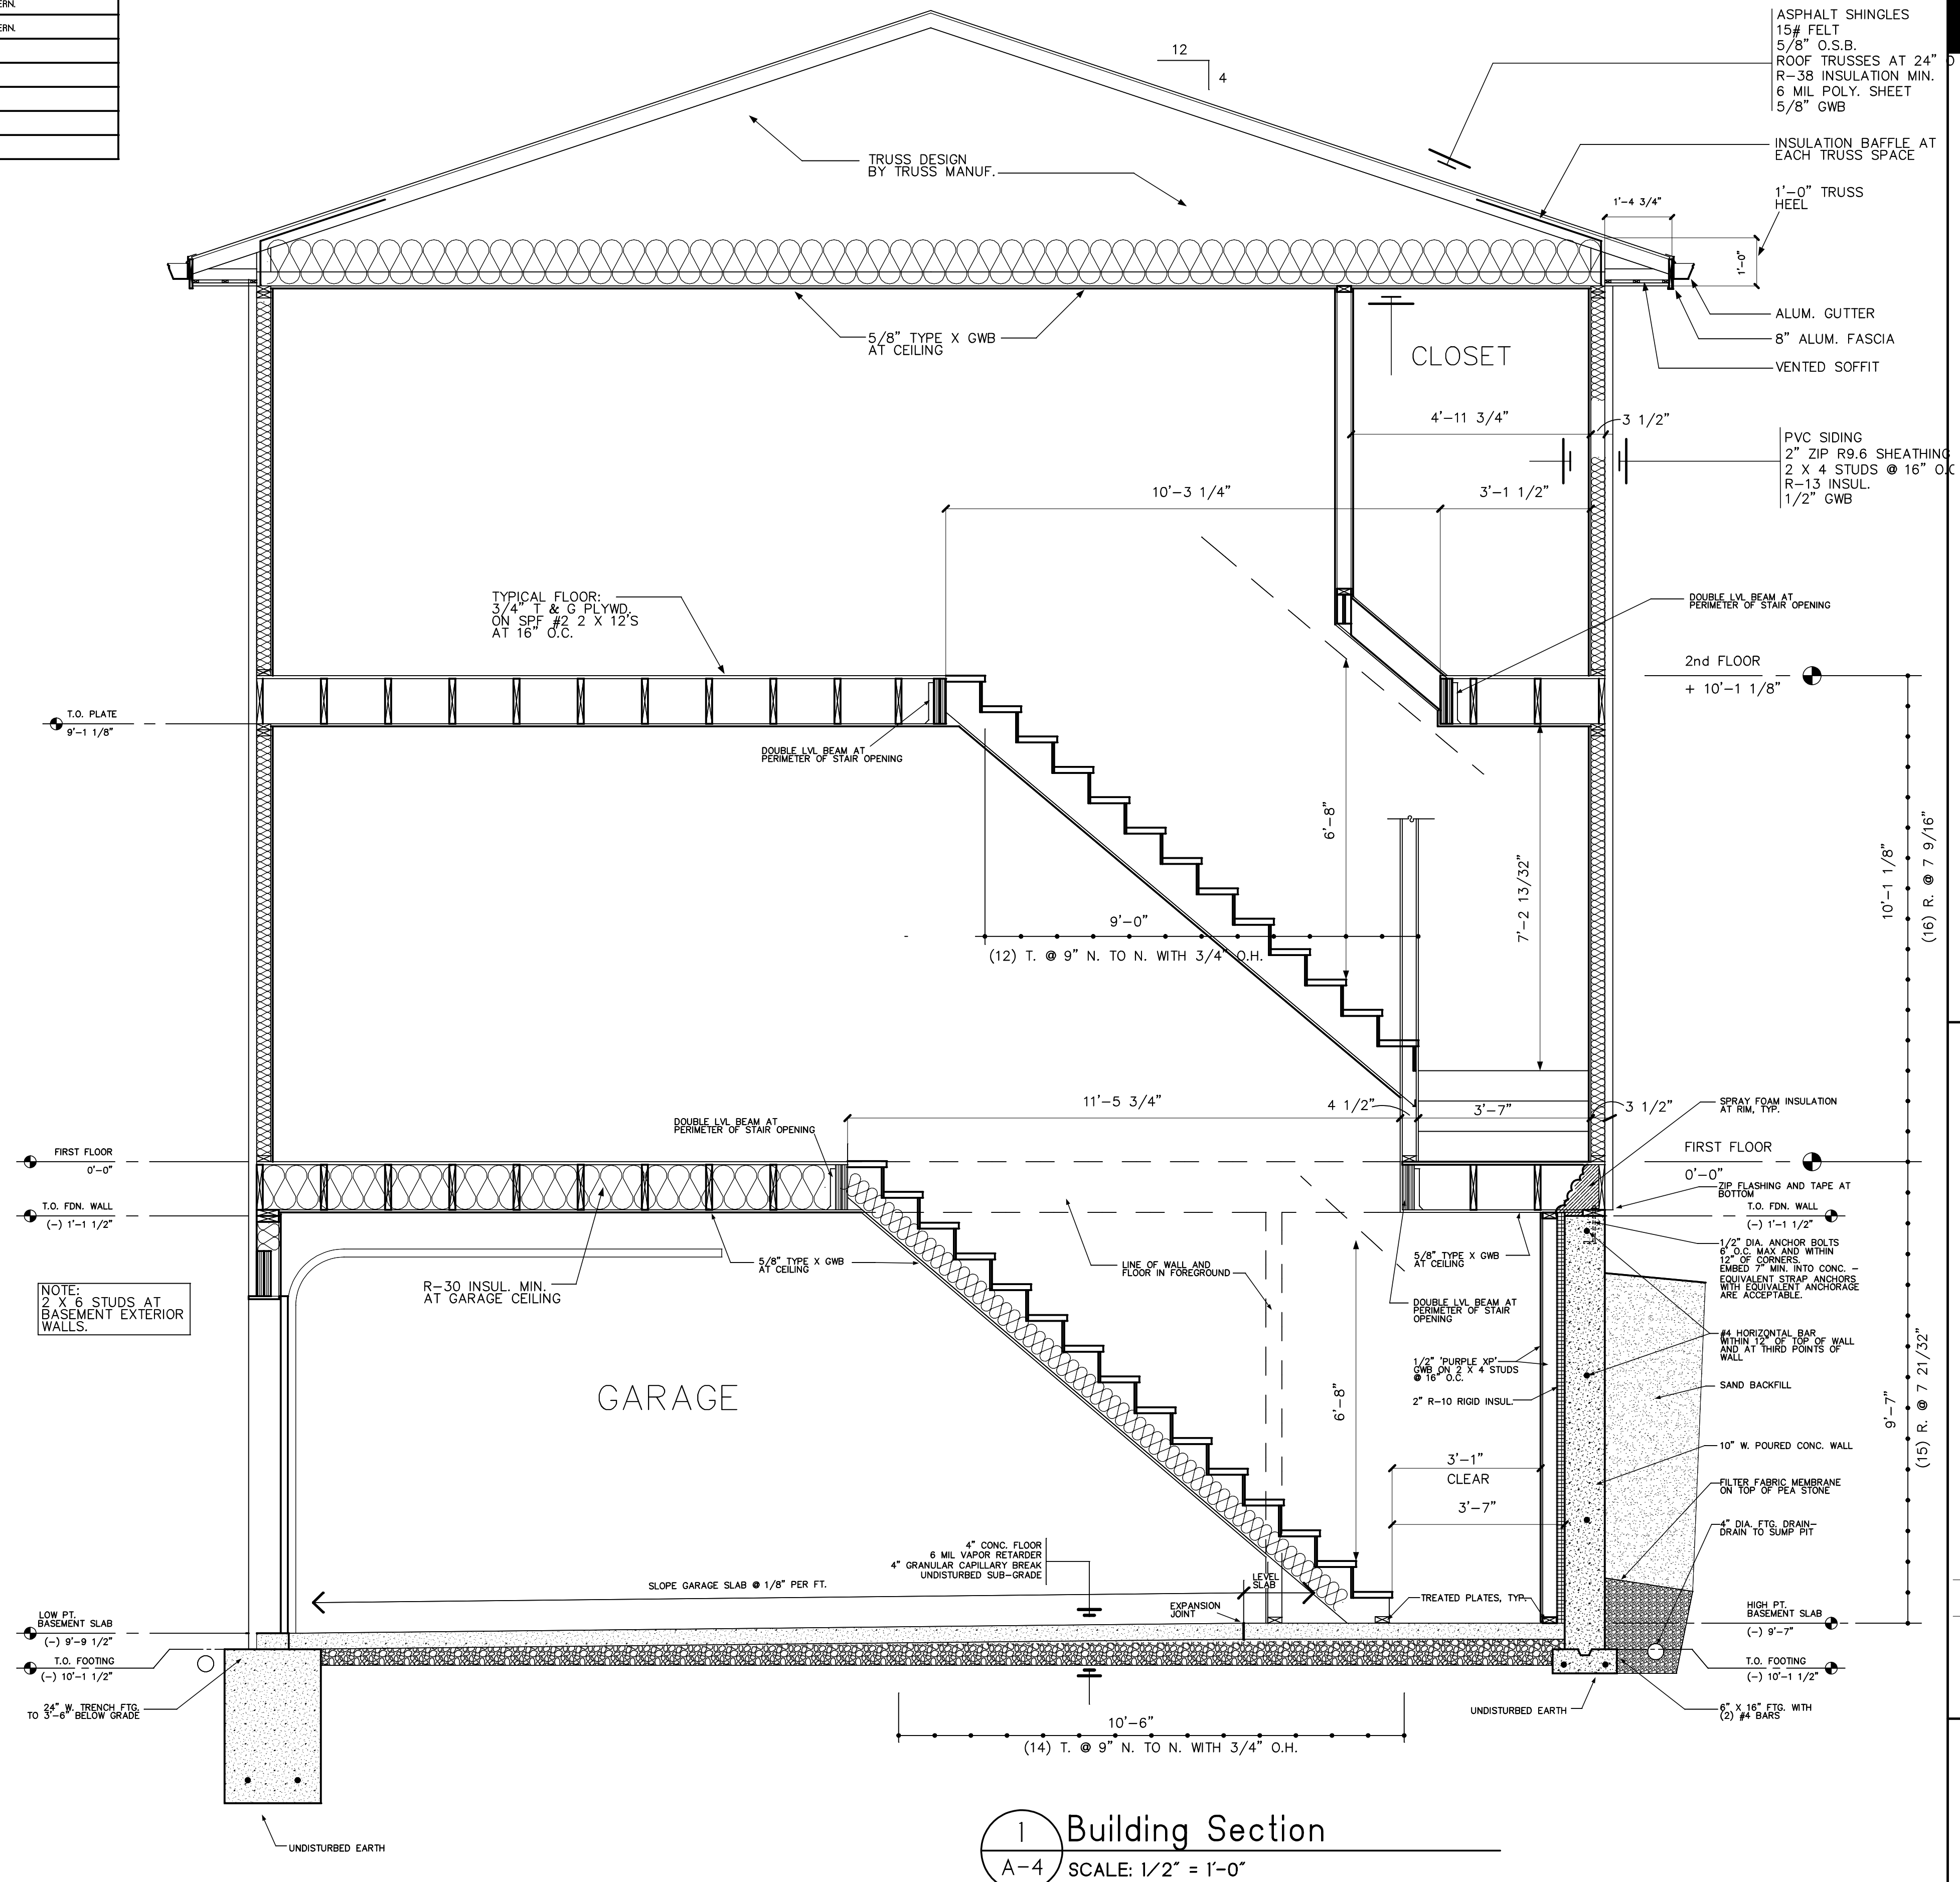 ERN.
ERN.
12
4
ASPHALT SHINGLES
15# FELT
5/8" O.S.B.
ROOF TRUSSES AT 24" O
R-38 INSULATION MIN.
6 MIL POLY. SHEET
5/8" GWB
TRUSS DESIGN
BY TRUSS MANUF.
INSULATION BAFFLE AT
EACH TRUSS SPACE
1'-4 3/4"
1'-0" TRUSS
HEEL
1'-0"
ALUM. GUTTER
8" ALUM. FASCIA
VENTED SOFFIT
5/8" TYPE X GWB
AT CEILING
CLOSET
4'-11 3/4"
3 1/2"
PVC SIDING
2" ZIP R9.6 SHEATHING
2 X 4 STUDS @ 16" O.C
R-13 INSUL.
1/2" GWB
10'-3 1/4"
3'-1 1/2"
TYPICAL FLOOR:
3/4" T & G PLYWD.
ON SPF #2 2 X 12'S
AT 16" O.C.
DOUBLE LVL BEAM AT
PERIMETER OF STAIR OPENING
2nd FLOOR
+ 10'-1 1/8"
T.O. PLATE
9'-1 1/8"
DOUBLE LVL BEAM AT
PERIMETER OF STAIR OPENING
6'-8"
7'-2 13/32"
10'-1 1/8"
(16) R. @ 7 9/16"
9'-0"
(12) T. @ 9" N. TO N. WITH 3/4" O.H.
11'-5 3/4"
4 1/2"
3'-7"
3 1/2"
SPRAY FOAM INSULATION
AT RIM, TYP.
DOUBLE LVL BEAM AT
PERIMETER OF STAIR OPENING
FIRST FLOOR
0'-0"
FIRST FLOOR
0'-0"
ZIP FLASHING AND TAPE AT
BOTTOM
T.O. FDN. WALL
(-) 1'-1 1/2"
T.O. FDN. WALL
(-) 1'-1 1/2"
1/2" DIA. ANCHOR BOLTS
6' O.C. MAX AND WITHIN
12" OF CORNERS.
EMBED 7" MIN. INTO CONC. -
EQUIVALENT STRAP ANCHORS
WITH EQUIVALENT ANCHORAGE
ARE ACCEPTABLE.
5/8" TYPE X GWB
AT CEILING
LINE OF WALL AND
FLOOR IN FOREGROUND
5/8" TYPE X GWB
AT CEILING
R-30 INSUL. MIN.
AT GARAGE CEILING
NOTE:
2 X 6 STUDS AT
BASEMENT EXTERIOR
WALLS.
DOUBLE LVL BEAM AT
PERIMETER OF STAIR
OPENING
#4 HORIZONTAL BAR
WITHIN 12" OF TOP OF WALL
AND AT THIRD POINTS OF
WALL
1/2" 'PURPLE XP'
GWB ON 2 X 4 STUDS
@ 16" O.C.
2" R-10 RIGID INSUL.
SAND BACKFILL
GARAGE
6'-8"
9'-7"
(15) R. @ 7 21/32"
10" W. POURED CONC. WALL
3'-1"
CLEAR
3'-7"
FILTER FABRIC MEMBRANE
ON TOP OF PEA STONE
4" DIA. FTG. DRAIN-
DRAIN TO SUMP PIT
4" CONC. FLOOR
6 MIL VAPOR RETARDER
4" GRANULAR CAPILLARY BREAK
UNDISTURBED SUB-GRADE
SLOPE GARAGE SLAB @ 1/8" PER FT.
LEVEL
SLAB
EXPANSION
JOINT
TREATED PLATES, TYP.
LOW PT.
BASEMENT SLAB
(-) 9'-9 1/2"
HIGH PT.
BASEMENT SLAB
(-) 9'-7"
T.O. FOOTING
(-) 10'-1 1/2"
T.O. FOOTING
(-) 10'-1 1/2"
24" W. TRENCH FTG.
TO 3'-6" BELOW GRADE
UNDISTURBED EARTH
6" X 16" FTG. WITH
(2) #4 BARS
10'-6"
(14) T. @ 9" N. TO N. WITH 3/4" O.H.
UNDISTURBED EARTH
1
A-4
Building Section
SCALE: 1/2" = 1'-0"